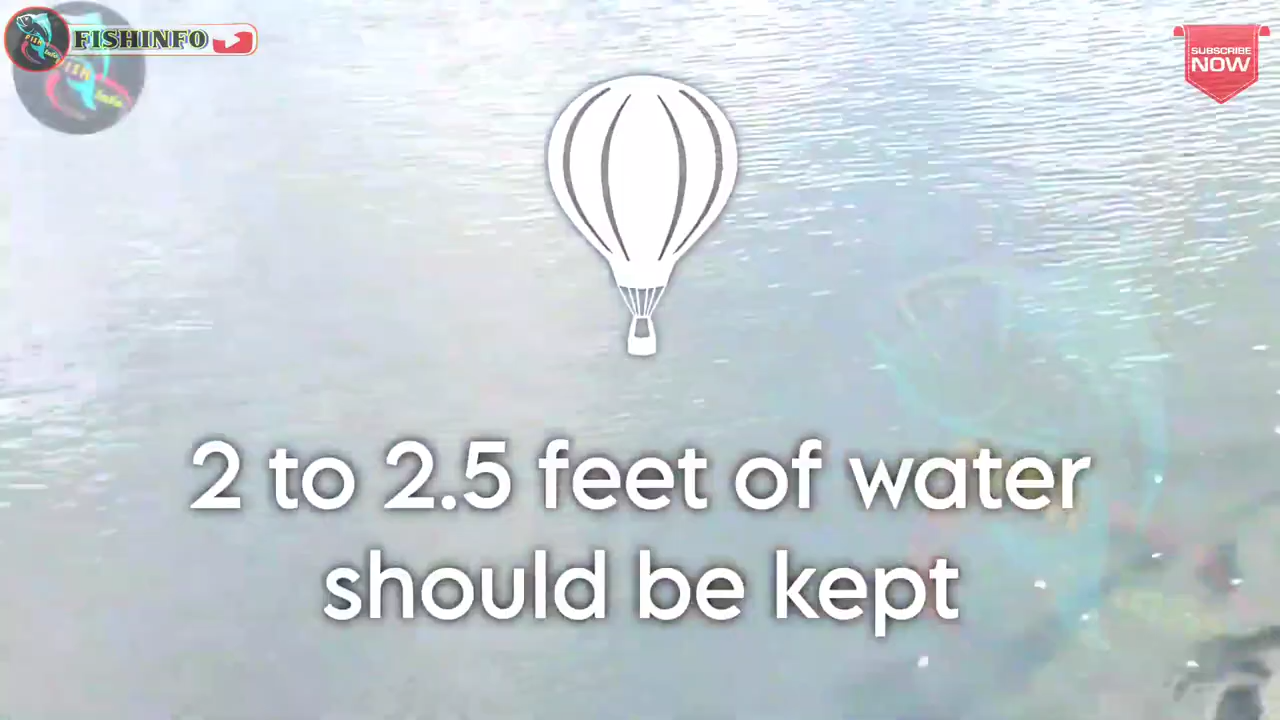 FISHINFO
SUBSCRIBE
NOW
2 to 2.5 feet of water
should be kept